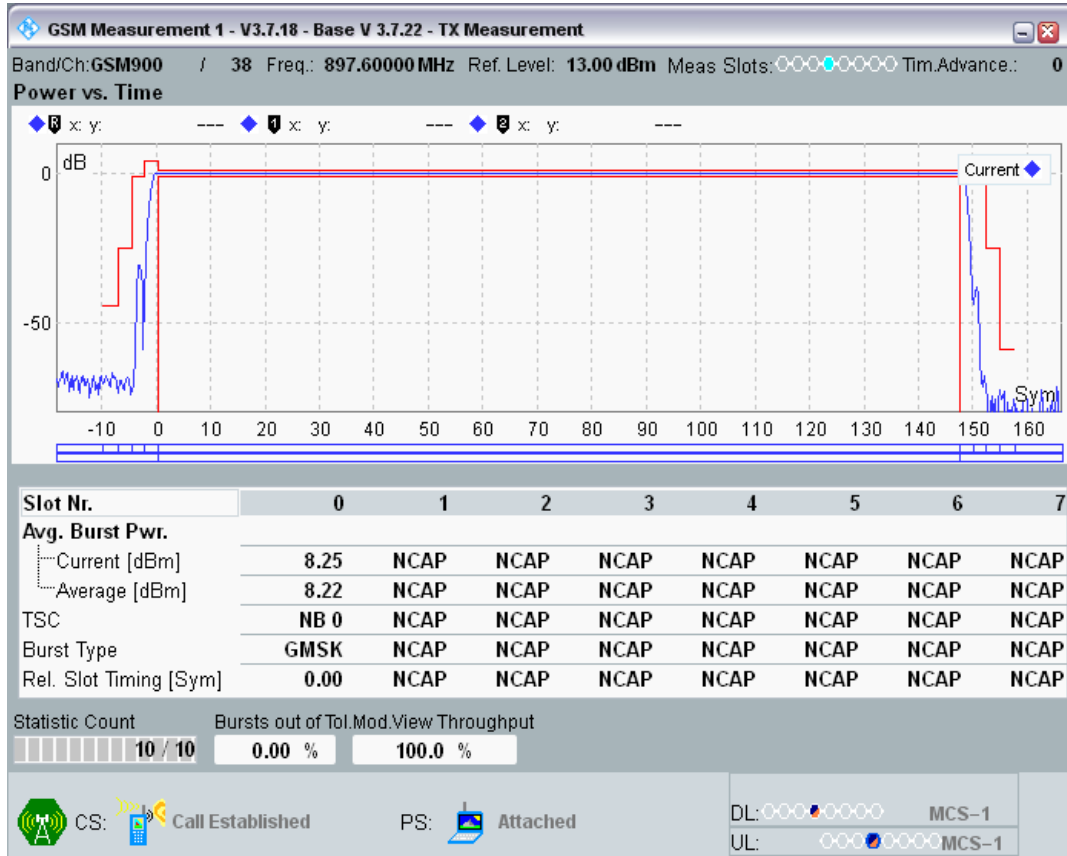 GSM Measurement 1 - V3.7.18 - Base V 3.7.22 - TX Measurement
Band/Ch:GSM900 / 38 Freq.: 897.60000 MHz Ref. Level: 13.00 dBm Meas Slots: Tim.Advance.: 0
Power vs. Time
R x: y: --- 1 x: y: --- 2 x: y: ---
dB
Current
0
-50
Sym
-10 0 10 20 30 40 50 60 70 80 90 100 110 120 130 140 150 160
Slot Nr. 0 1 2 3 4 5 6 7
Avg. Burst Pwr.
Current [dBm] 8.25 NCAP NCAP NCAP NCAP NCAP NCAP NCAP
Average [dBm] 8.22 NCAP NCAP NCAP NCAP NCAP NCAP NCAP
TSC NB 0 NCAP NCAP NCAP NCAP NCAP NCAP NCAP
Burst Type GMSK NCAP NCAP NCAP NCAP NCAP NCAP NCAP
Rel. Slot Timing [Sym] 0.00 NCAP NCAP NCAP NCAP NCAP NCAP NCAP
Statistic Count Bursts out of Tol. Mod.View Throughput
10 / 10 0.00 % 100.0 %
CS: Call Established PS: Attached
DL: MCS-1
UL: MCS-1